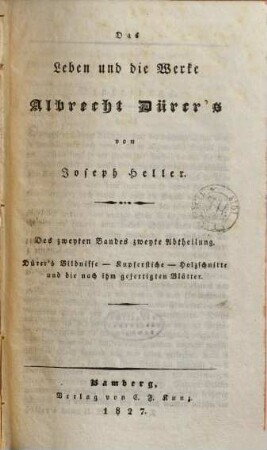 Das
Leben und die Werke
Albrecht Dürer's
von
Joseph Heller.
Des zweyten Bandes zweyte Abtheilung.
Dürer's Bildnisse — Kupferstiche — Holzschnitte
und die nach ihm gefertigten Blätter.
Bamberg,
Verlag von C. F. Kunz.
1827.